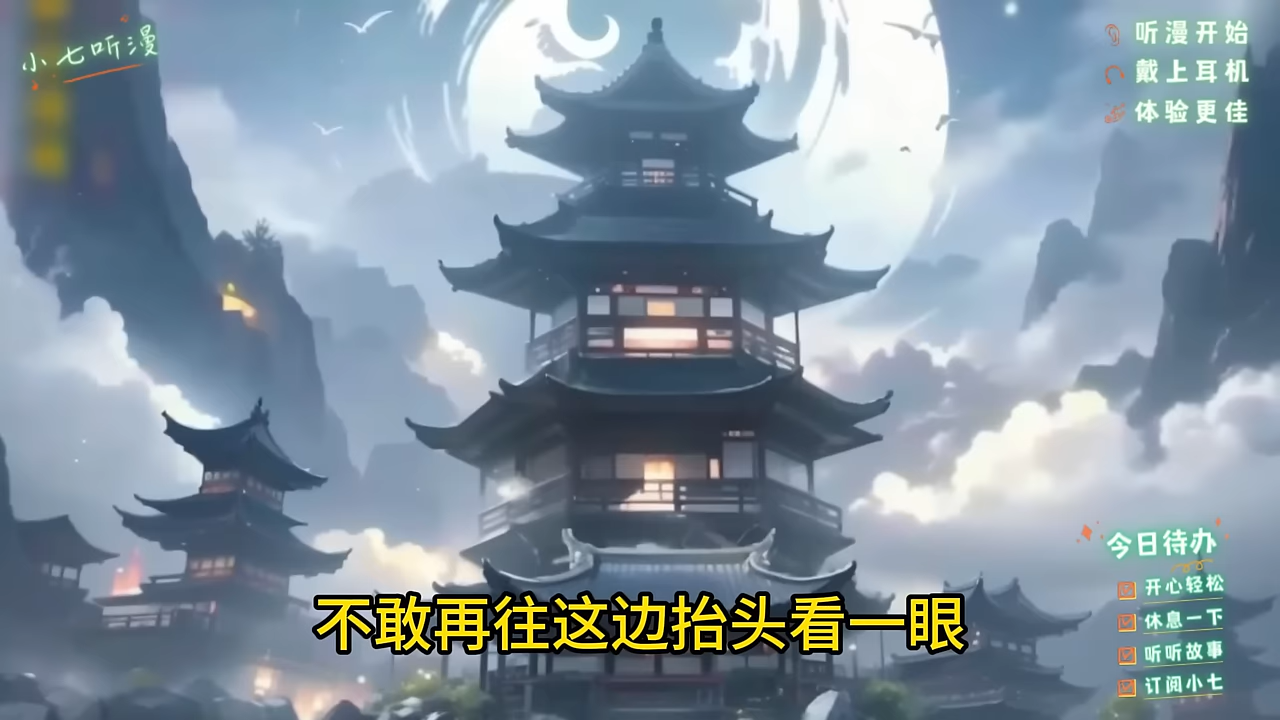 小七听漫
听漫开始
戴上耳机
体验更佳
今日待办
开心轻松
休息一下
听听故事
订阅小七
不敢再往这边抬头看一眼